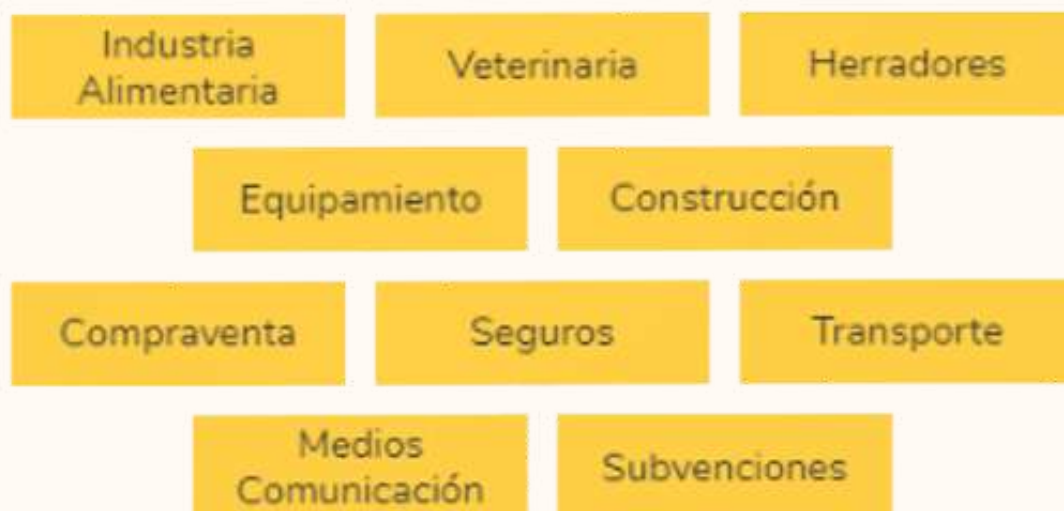 Industria
Alimentaria
Veterinaria
Herradores
Equipamiento
Construcción
Compraventa
Seguros
Transporte
Medios
Comunicación
Subvenciones